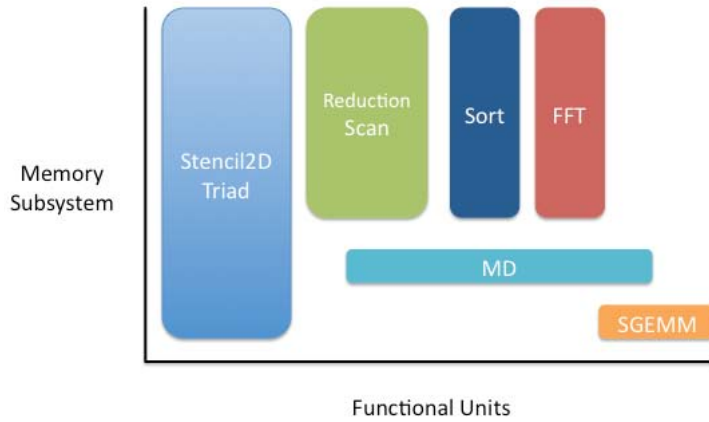 Memory
Subsystem
Stencil2D
Triad
Reduction
Scan
Sort
FFT
MD
SGEMM
Functional Units